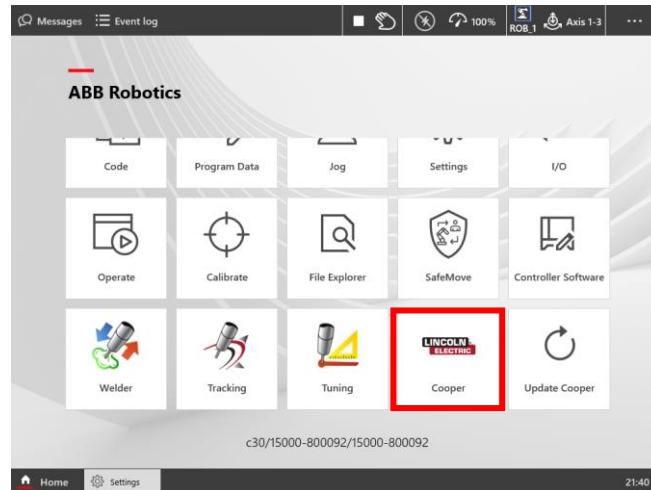 Messages Event log 100% ROB_1 Axis 1-3 ...
ABB Robotics
Code Program Data Jog Settings I/O
Operate Calibrate File Explorer SafeMove Controller Software
LINCOLN
ELECTRIC
Welder Tracking Tuning Cooper Update Cooper
c30/15000-800092/15000-800092
Home Settings 21:40